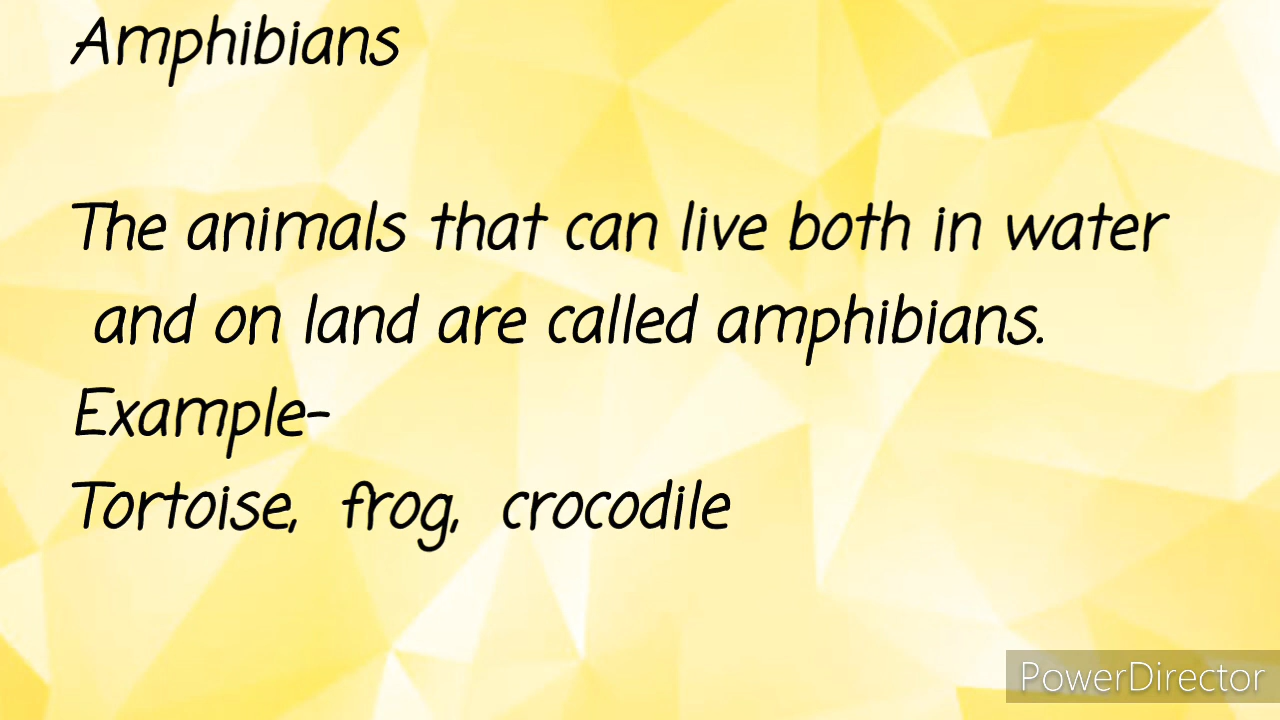 Amphibians
The animals that can live both in water
and on land are called amphibians.
Example-
Tortoise, frog, crocodile
PowerDirector